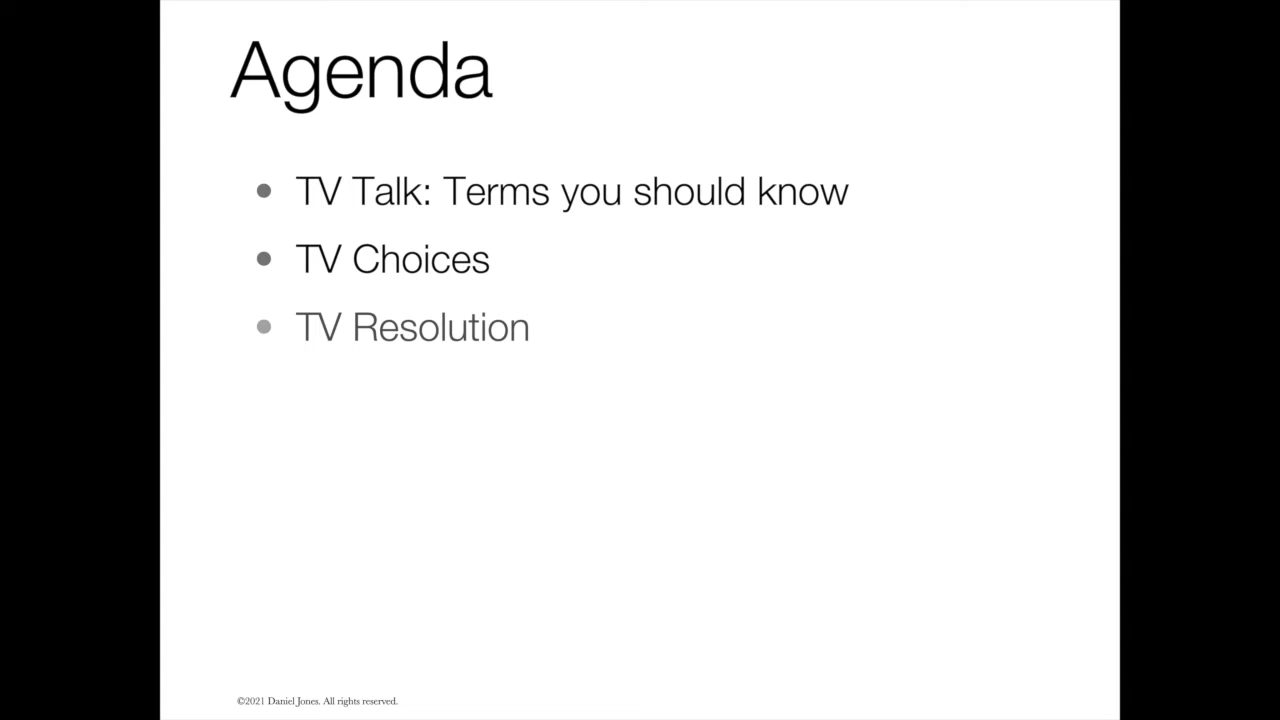 Agenda
• TV Talk: Terms you should know
• TV Choices
• TV Resolution
©2021 Daniel Jones. All rights reserved.